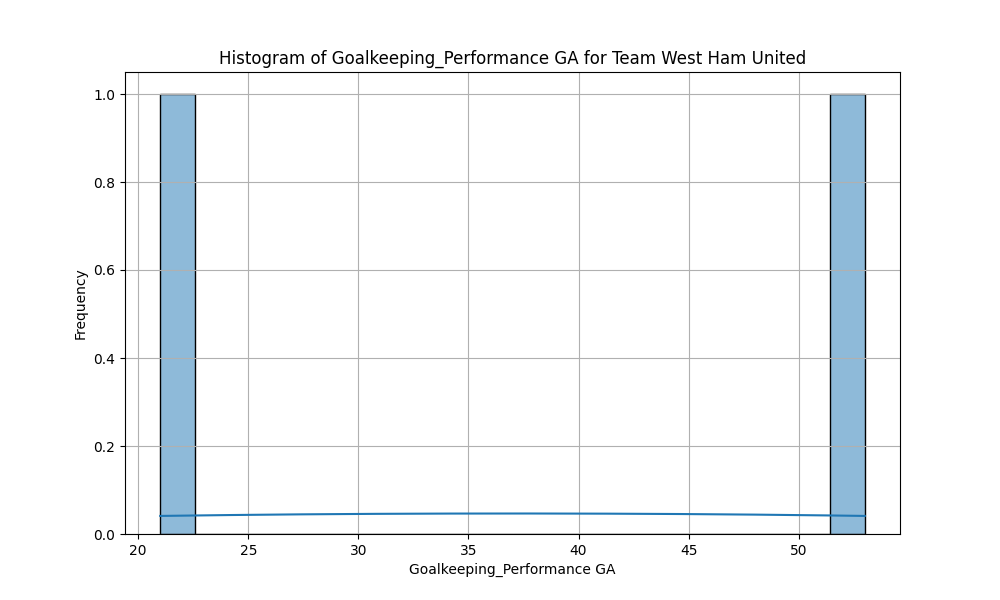 Histogram of Goalkeeping_Performance GA for Team West Ham United
1.0
0.8
0.6
0.4
0.2
0.0
Frequency
20 25 30 35 40 45 50
Goalkeeping_Performance GA